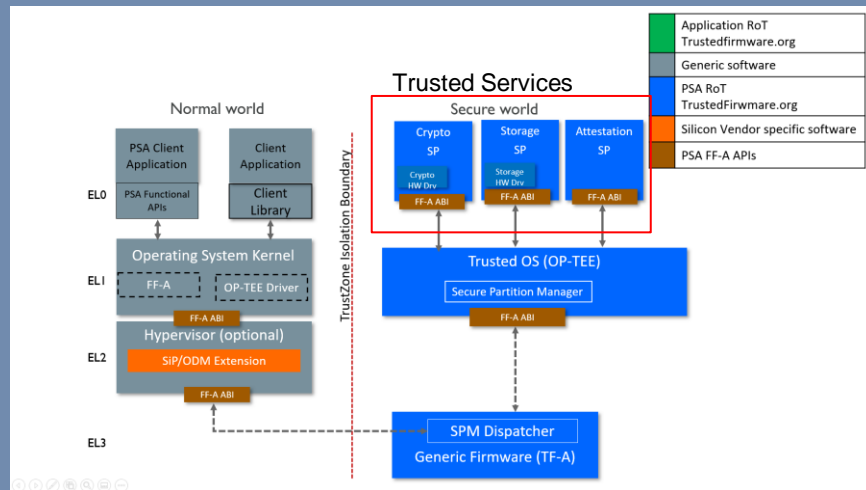 Application RoT
Trustedfirmware.org
Generic software
PSA RoT
TrustedFirwmare.org
Silicon Vendor specific software
PSA FF-A APIs
Trusted Services
Normal world
Secure world
PSA Client
Application
Client
Application
Crypto
SP
Storage
SP
Attestation
SP
Crypto
HW Drv
Storage
HW Drv
EL0
PSA Functional
APIs
Client
Library
FF-A ABI
FF-A ABI
FF-A ABI
TrustZone Isolation Boundary
Operating System Kernel
Trusted OS (OP-TEE)
EL1
FF-A
OP-TEE Driver
Secure Partition Manager
FF-A ABI
FF-A ABI
Hypervisor (optional)
EL2
SiP/ODM Extension
FF-A ABI
SPM Dispatcher
EL3
Generic Firmware (TF-A)